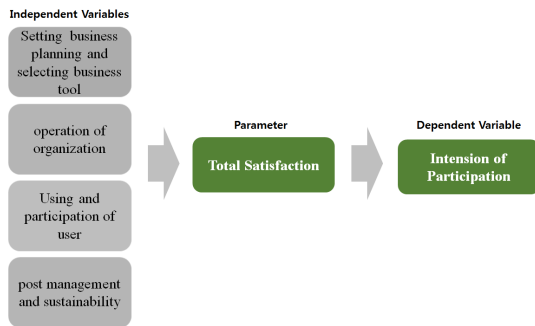 Independent Variables
Setting business
planning and
selecting business
tool
operation of
organization
Using and
participation of
user
post management
and sustainability
Parameter
Total Satisfaction
Dependent Variable
Intension of
Participation